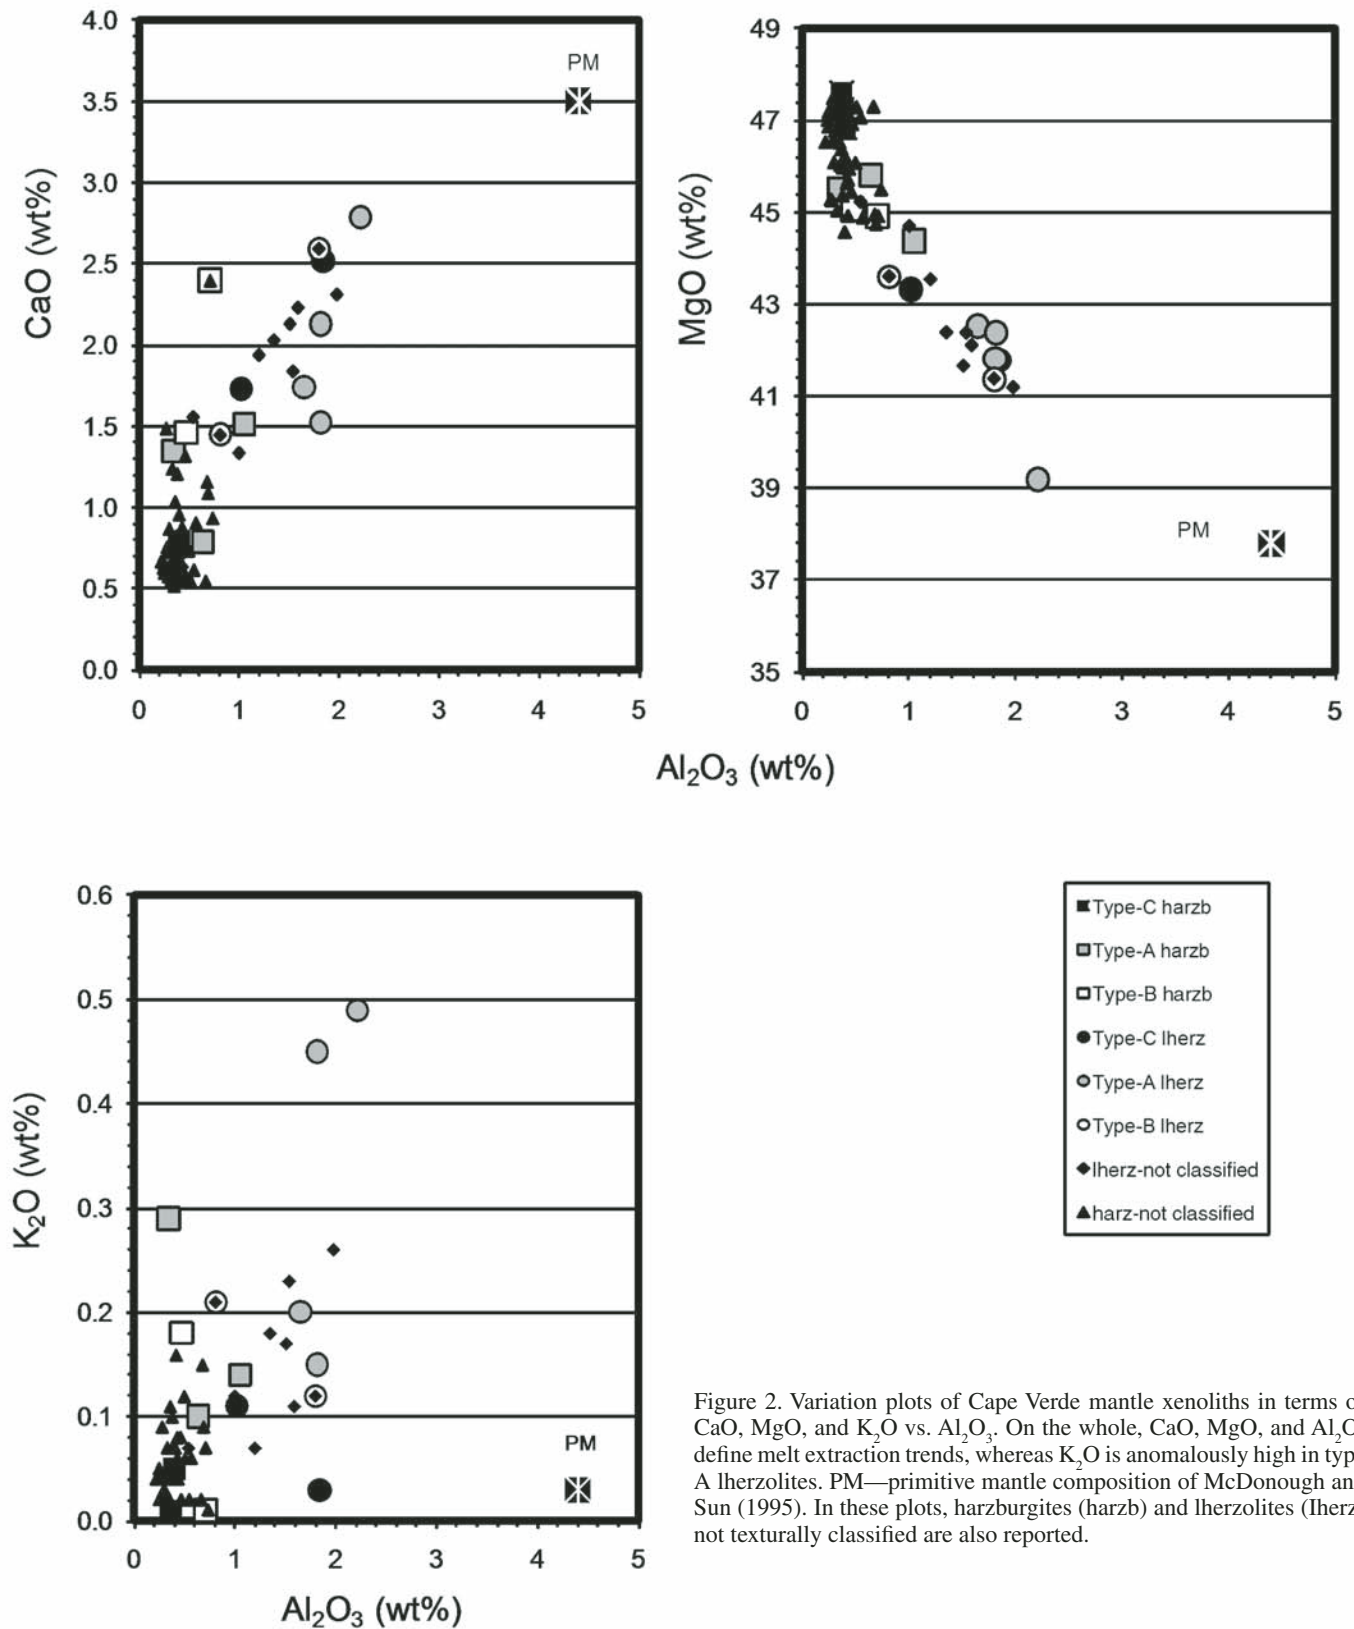 4.0
3.5
3.0
2.5
2.0
1.5
1.0
0.5
0.0
CaO (wt%)
PM
0 1 2 3 4 5
49
47
45
43
41
39
37
35
MgO (wt%)
PM
0 1 2 3 4 5
Al₂O₃ (wt%)
0.6
0.5
0.4
0.3
0.2
0.1
0.0
K₂O (wt%)
PM
0 1 2 3 4 5
Al₂O₃ (wt%)
Type-C harzb
Type-A harzb
Type-B harzb
Type-C lherz
Type-A lherz
Type-B lherz
lherz-not classified
harz-not classified
Figure 2. Variation plots of Cape Verde mantle xenoliths in terms o
CaO, MgO, and K₂O vs. Al₂O₃. On the whole, CaO, MgO, and Al₂O
define melt extraction trends, whereas K₂O is anomalously high in typ
A lherzolites. PM—primitive mantle composition of McDonough an
Sun (1995). In these plots, harzburgites (harzb) and lherzolites (lherz
not texturally classified are also reported.